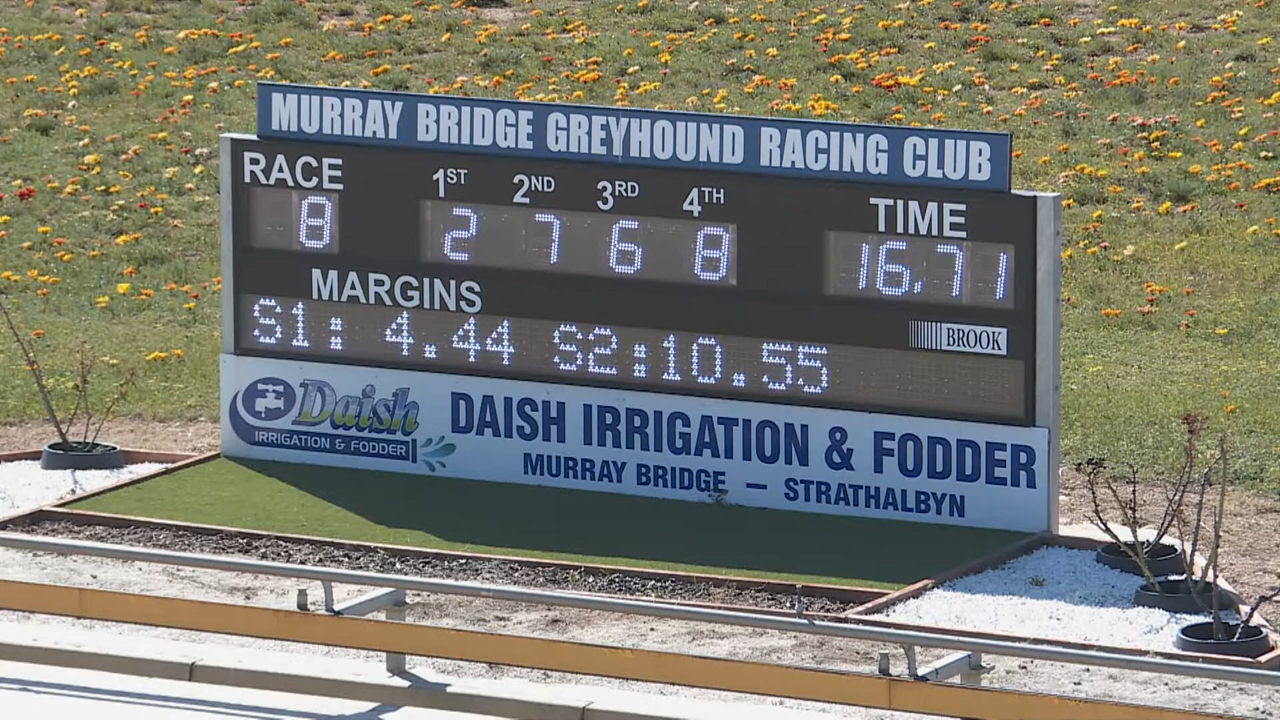 MURRAY BRIDGE GREYHOUND RACING CLUB
RACE 1ST 2ND 3RD 4TH TIME
8 2 7 6 8 16.71
MARGINS
S1: 4.44 S2:10.55
BROOK
Daish
IRRIGATION & FODDER
DAISH IRRIGATION & FODDER
MURRAY BRIDGE – STRATHALBYN